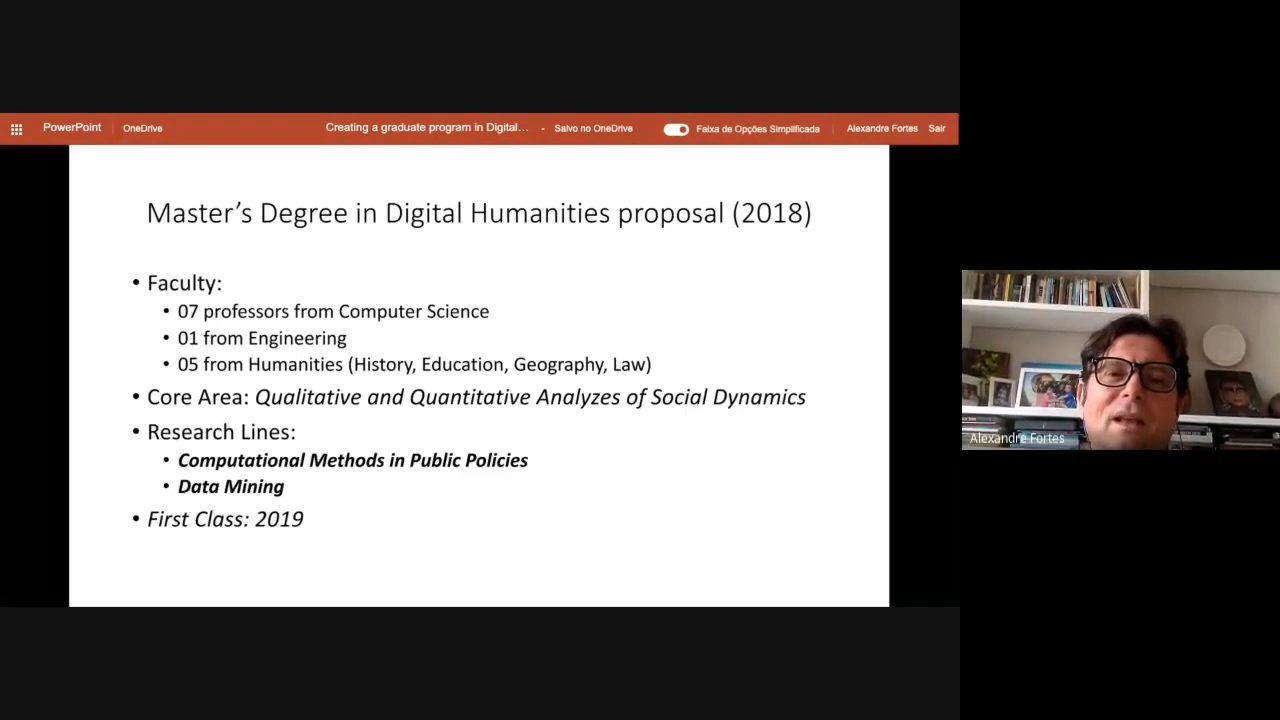 PowerPoint
OneDrive
Creating a graduate program in Digital... - Salvo no OneDrive
Faixa de Opções Simplificada
Alexandre Fortes
Sair
Master's Degree in Digital Humanities proposal (2018)
• Faculty:
• 07 professors from Computer Science
• 01 from Engineering
• 05 from Humanities (History, Education, Geography, Law)
• Core Area: Qualitative and Quantitative Analyzes of Social Dynamics
• Research Lines:
• Computational Methods in Public Policies
• Data Mining
• First Class: 2019
Alexandre Fortes